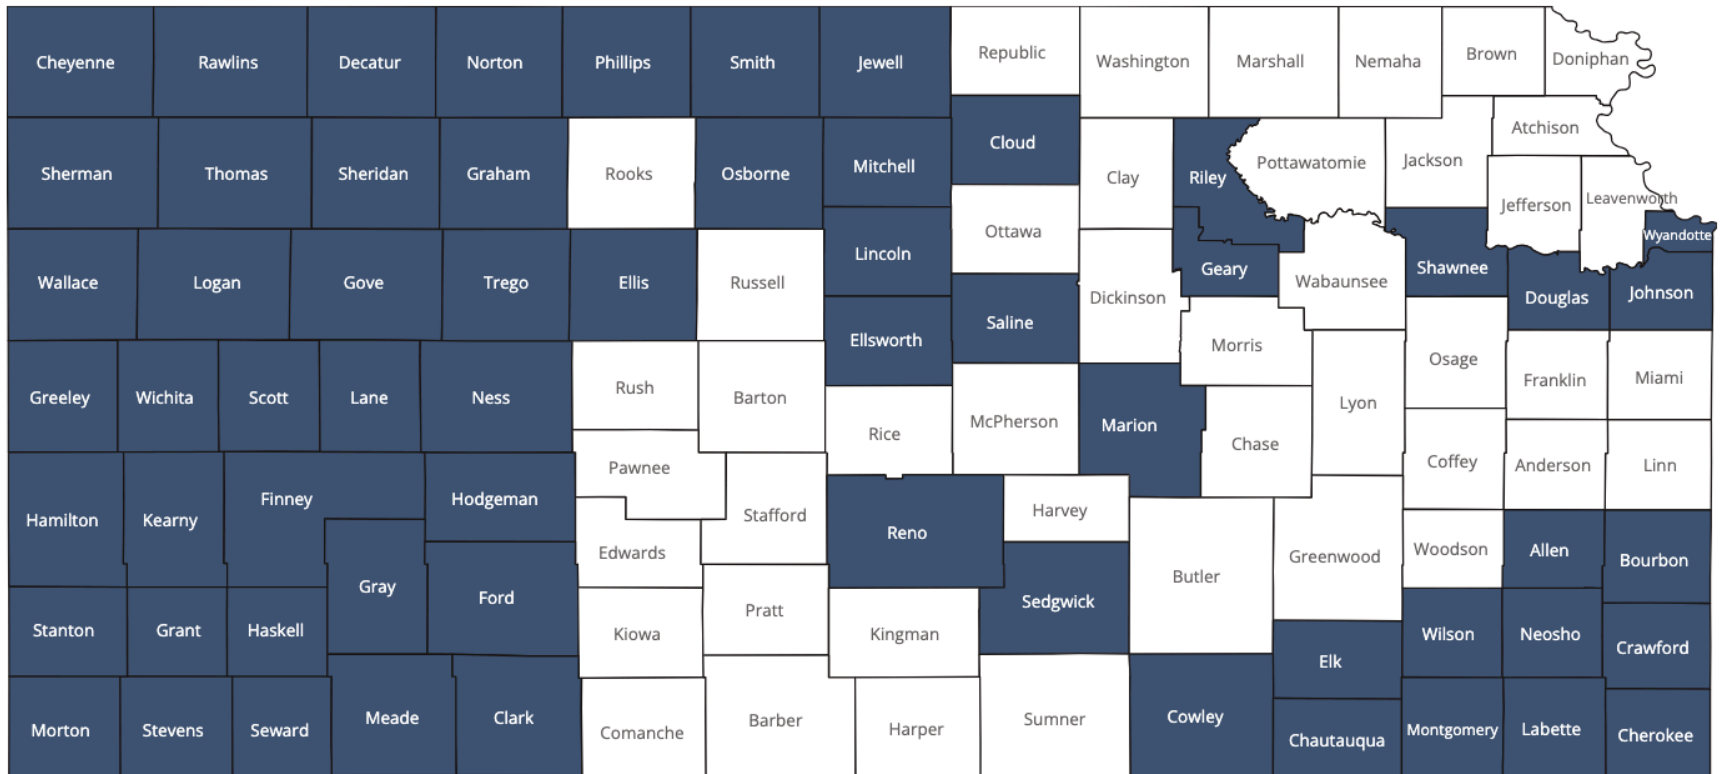 Cheyenne
Rawlins
Decatur
Norton
Phillips
Smith
Jewell
Republic
Washington
Marshall
Nemaha
Brown
Doniphan
Sherman
Thomas
Sheridan
Graham
Rooks
Osborne
Mitchell
Cloud
Clay
Riley
Pottawatomie
Jackson
Atchison
Jefferson
Leavenworth
Wyandotte
Wallace
Logan
Gove
Trego
Ellis
Russell
Lincoln
Ottawa
Saline
Dickinson
Geary
Wabaunsee
Shawnee
Douglas
Johnson
Ellsworth
Morris
Osage
Franklin
Miami
Greeley
Wichita
Scott
Lane
Ness
Rush
Barton
Rice
McPherson
Marion
Chase
Lyon
Coffey
Anderson
Linn
Hamilton
Kearny
Finney
Hodgeman
Pawnee
Stafford
Edwards
Reno
Harvey
Butler
Greenwood
Woodson
Allen
Bourbon
Gray
Ford
Stanton
Grant
Haskell
Kiowa
Pratt
Kingman
Sedgwick
Elk
Wilson
Neosho
Crawford
Morton
Stevens
Seward
Meade
Clark
Comanche
Barber
Harper
Sumner
Cowley
Chautauqua
Montgomery
Labette
Cherokee